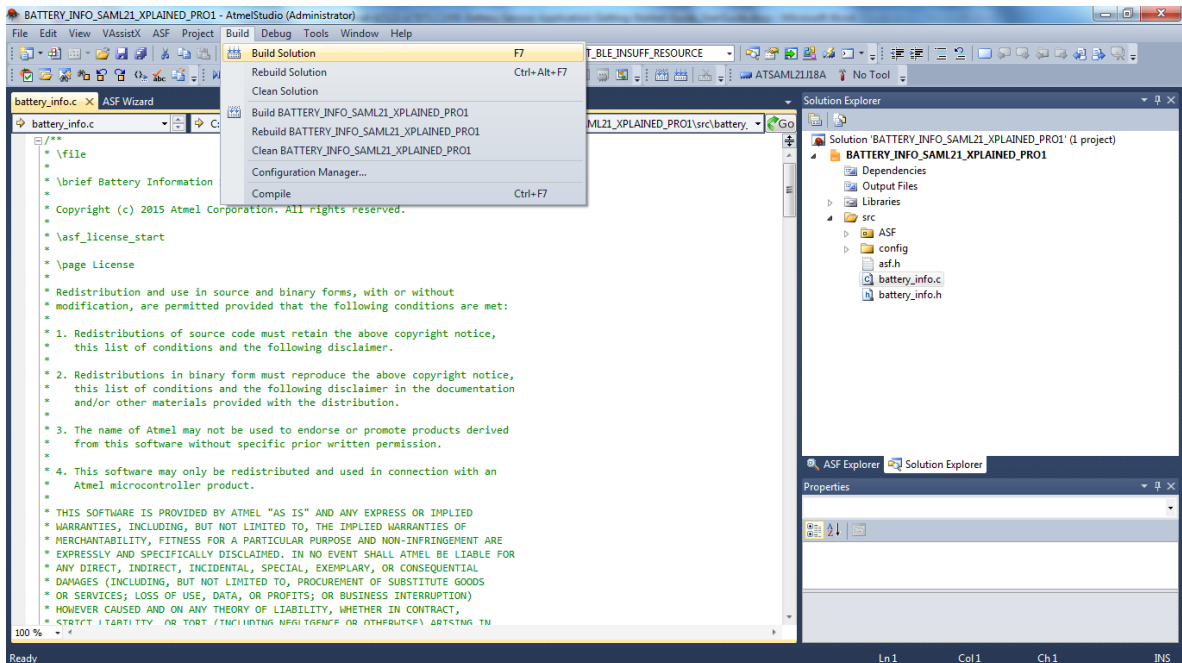 BATTERY_INFO_SAML21_XPLAINED_PRO1 - AtmelStudio (Administrator)
File Edit View VAssistX ASF Project Build Debug Tools Window Help
T_BLE_INSUFF_RESOURCE
ATSAML21J18A No Tool
Build Solution F7
Rebuild Solution Ctrl+Alt+F7
Clean Solution
Build BATTERY_INFO_SAML21_XPLAINED_PRO1
Rebuild BATTERY_INFO_SAML21_XPLAINED_PRO1
Clean BATTERY_INFO_SAML21_XPLAINED_PRO1
Configuration Manager...
Compile Ctrl+F7
battery_info.c ASF Wizard
battery_info.c C: ML21_XPLAINED_PRO1\src\battery_ Go
/**
* \file
*
* \brief Battery Information
*
* Copyright (c) 2015 Atmel Corporation. All rights reserved.
*
* \asf_license_start
*
* \page License
*
* Redistribution and use in source and binary forms, with or without
* modification, are permitted provided that the following conditions are met:
*
* 1. Redistributions of source code must retain the above copyright notice,
* this list of conditions and the following disclaimer.
*
* 2. Redistributions in binary form must reproduce the above copyright notice,
* this list of conditions and the following disclaimer in the documentation
* and/or other materials provided with the distribution.
*
* 3. The name of Atmel may not be used to endorse or promote products derived
* from this software without specific prior written permission.
*
* 4. This software may only be redistributed and used in connection with an
* Atmel microcontroller product.
*
* THIS SOFTWARE IS PROVIDED BY ATMEL "AS IS" AND ANY EXPRESS OR IMPLIED
* WARRANTIES, INCLUDING, BUT NOT LIMITED TO, THE IMPLIED WARRANTIES OF
* MERCHANTABILITY, FITNESS FOR A PARTICULAR PURPOSE AND NON-INFRINGEMENT ARE
* EXPRESSLY AND SPECIFICALLY DISCLAIMED. IN NO EVENT SHALL ATMEL BE LIABLE FOR
* ANY DIRECT, INDIRECT, INCIDENTAL, SPECIAL, EXEMPLARY, OR CONSEQUENTIAL
* DAMAGES (INCLUDING, BUT NOT LIMITED TO, PROCUREMENT OF SUBSTITUTE GOODS
* OR SERVICES; LOSS OF USE, DATA, OR PROFITS; OR BUSINESS INTERRUPTION)
* HOWEVER CAUSED AND ON ANY THEORY OF LIABILITY, WHETHER IN CONTRACT,
* STRICT LIABILITY, OR TORT (INCLUDING NEGLIGENCE OR OTHERWISE) ARISING IN
100 %
Solution Explorer
Solution 'BATTERY_INFO_SAML21_XPLAINED_PRO1' (1 project)
BATTERY_INFO_SAML21_XPLAINED_PRO1
Dependencies
Output Files
Libraries
src
ASF
config
asf.h
battery_info.c
battery_info.h
ASF Explorer Solution Explorer
Properties
Ready Ln 1 Col 1 Ch 1 INS